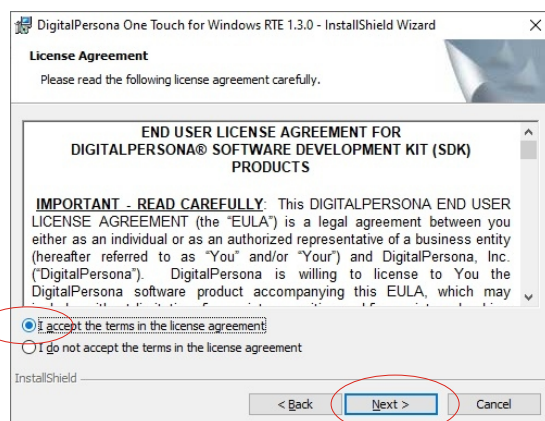 DigitalPersona One Touch for Windows RTE 1.3.0 - InstallShield Wizard
License Agreement
Please read the following license agreement carefully.
END USER LICENSE AGREEMENT FOR
DIGITALPERSONA® SOFTWARE DEVELOPMENT KIT (SDK)
PRODUCTS
IMPORTANT - READ CAREFULLY: This DIGITALPERSONA END USER
LICENSE AGREEMENT (the “EULA”) is a legal agreement between you
either as an individual or as an authorized representative of a business entity
(hereafter referred to as “You” and/or “Your”) and DigitalPersona, Inc.
(“DigitalPersona”). DigitalPersona is willing to license to You the
DigitalPersona software product accompanying this EULA, which may
I accept the terms in the license agreement
I do not accept the terms in the license agreement
InstallShield
< Back Next > Cancel